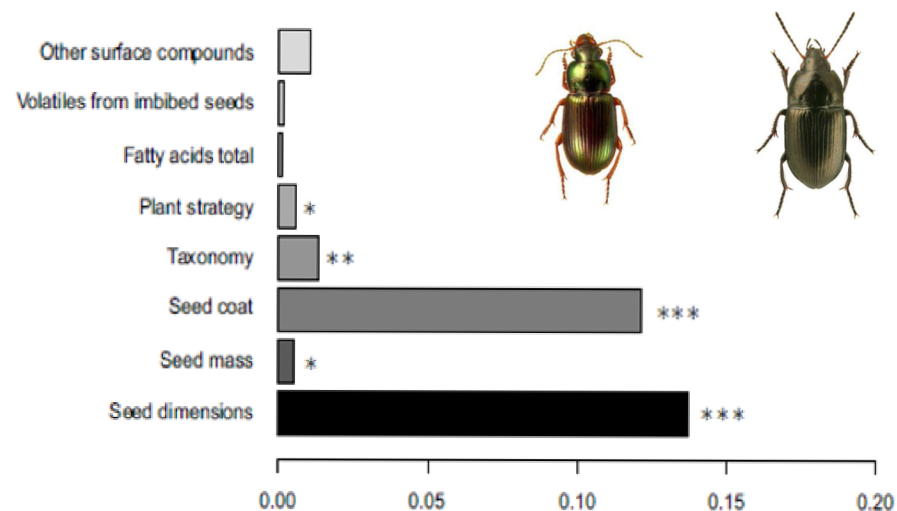 Other surface compounds
Volatiles from imbibed seeds
Fatty acids total
Plant strategy *
Taxonomy **
Seed coat ***
Seed mass *
Seed dimensions ***
0.00 0.05 0.10 0.15 0.20